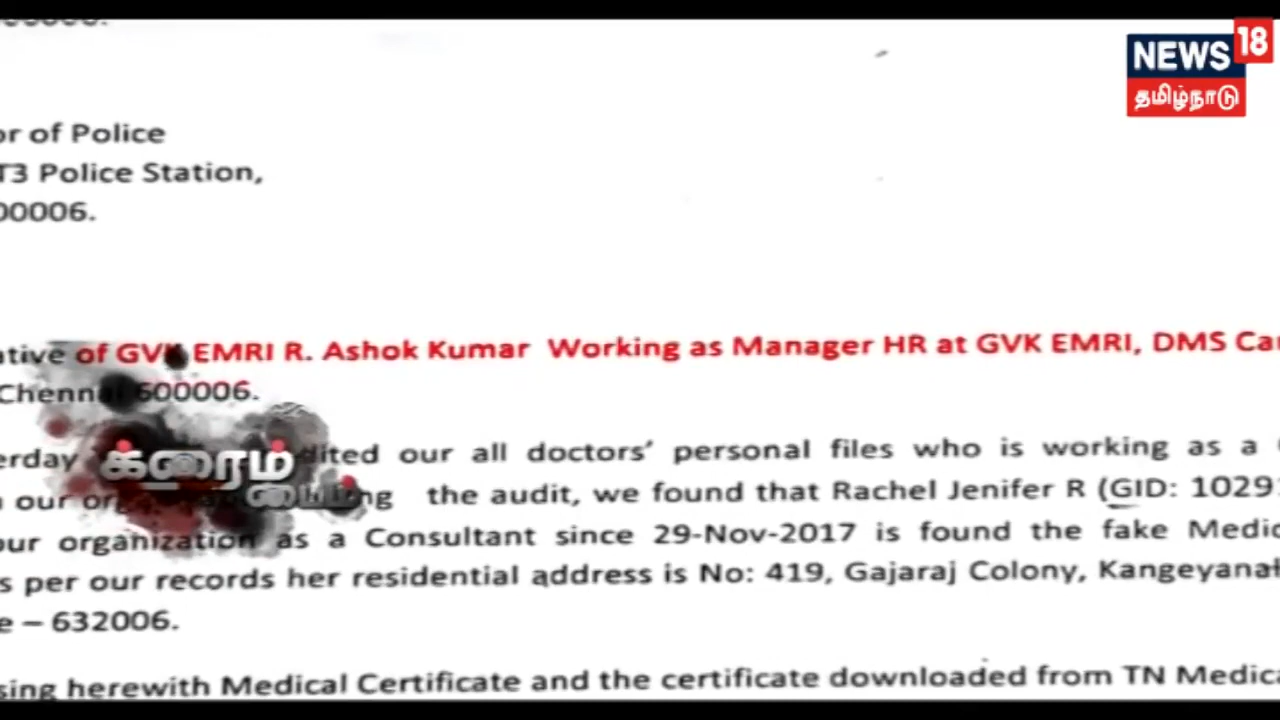 NEWS 18
தமிழ்நாடு
or of Police
T3 Police Station,
00006.
ative of GVK EMRI R. Ashok Kumar Working as Manager HR at GVK EMRI, DMS Ca
Chennai 600006.
erday dited our all doctors’ personal files who is working as a
our the audit, we found that Rachel Jenifer R (GID: 1029
our organization as a Consultant since 29-Nov-2017 is found the fake Medic
s per our records her residential address is No: 419, Gajaraj Colony, Kangeyana
e – 632006.
sing herewith Medical Certificate and the certificate downloaded from TN Medica
க்ரைம்
டைம்